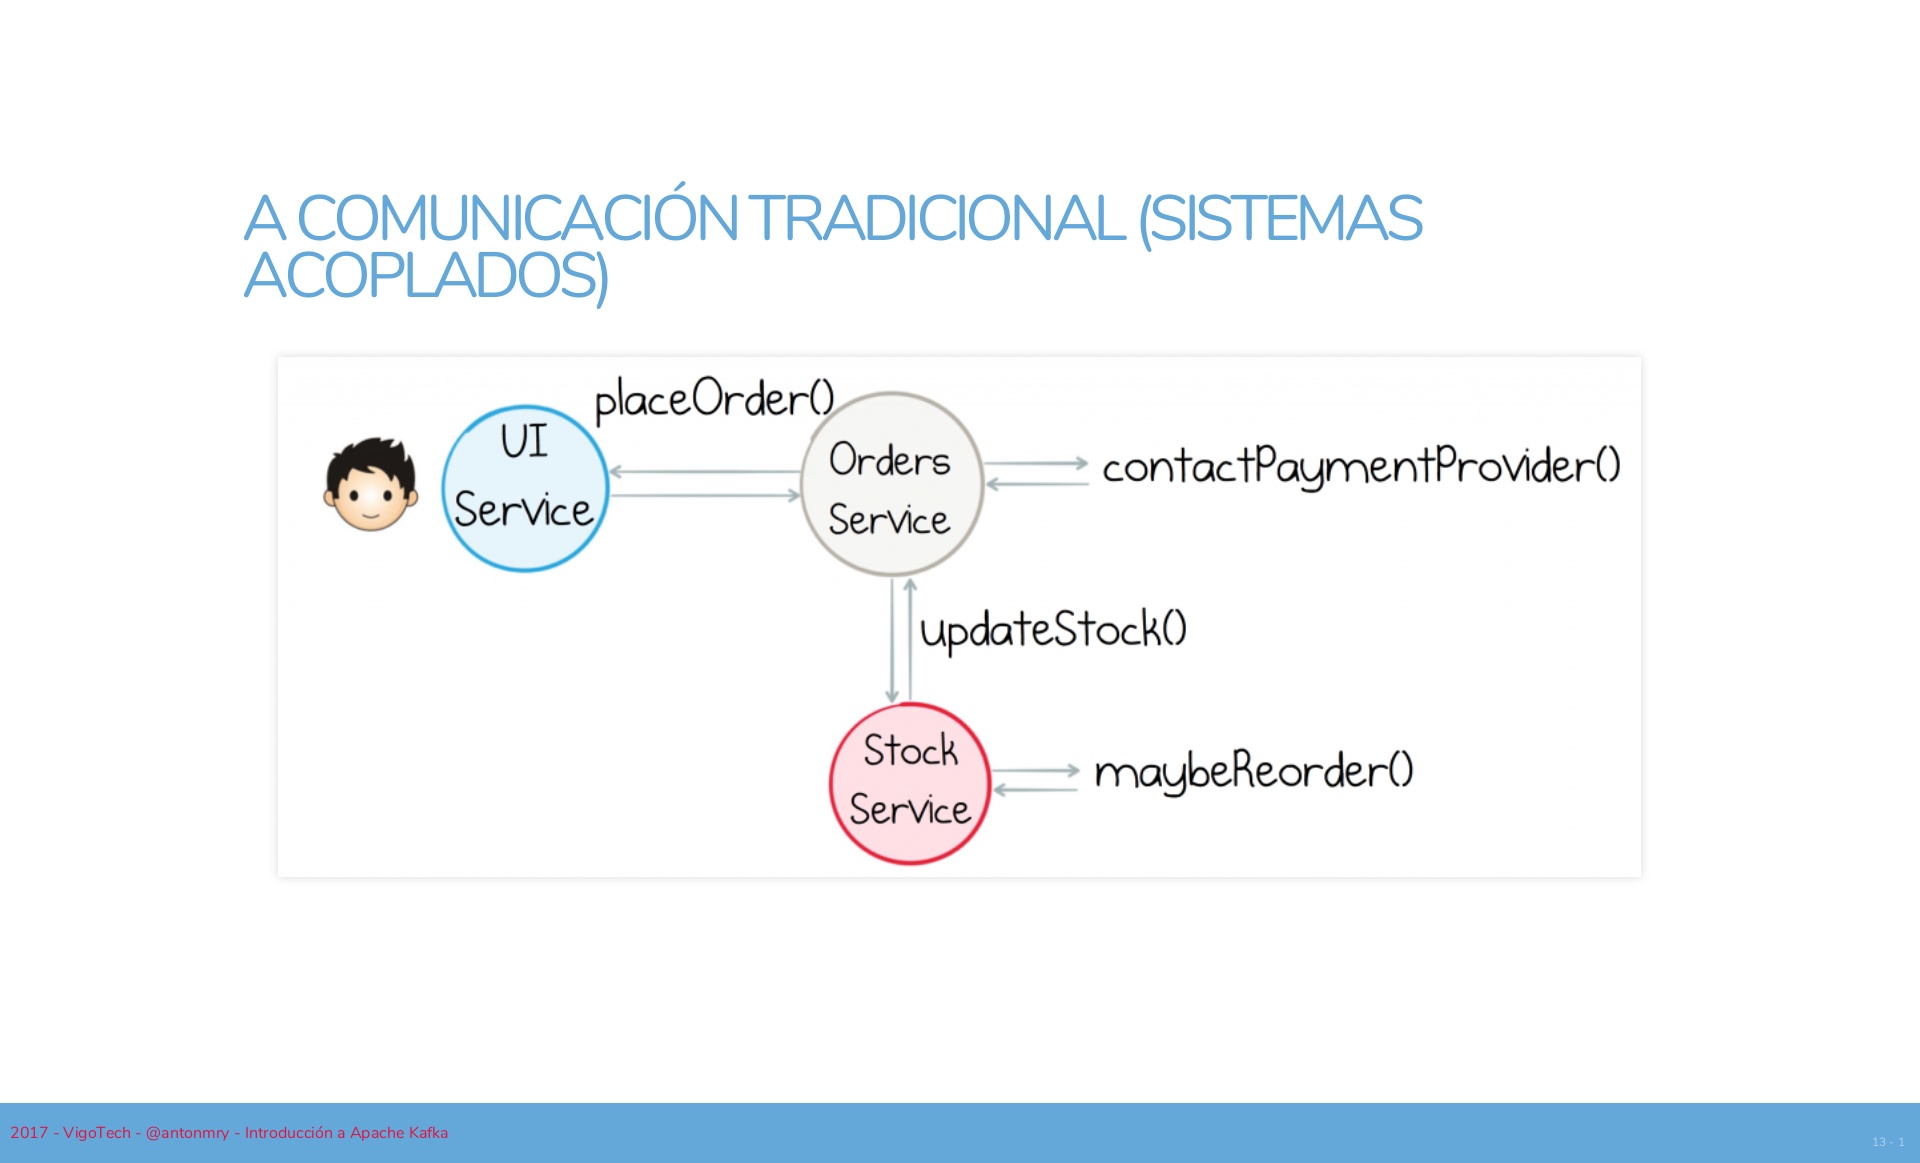 A COMUNICACIÓN TRADICIONAL (SISTEMAS
ACOPLADOS)
placeOrder()
UI
Service
Orders
Service
contactPaymentProvider()
updateStock()
Stock
Service
maybeReorder()
2017 - VigoTech - @antonmry - Introducción a Apache Kafka
13 - 1